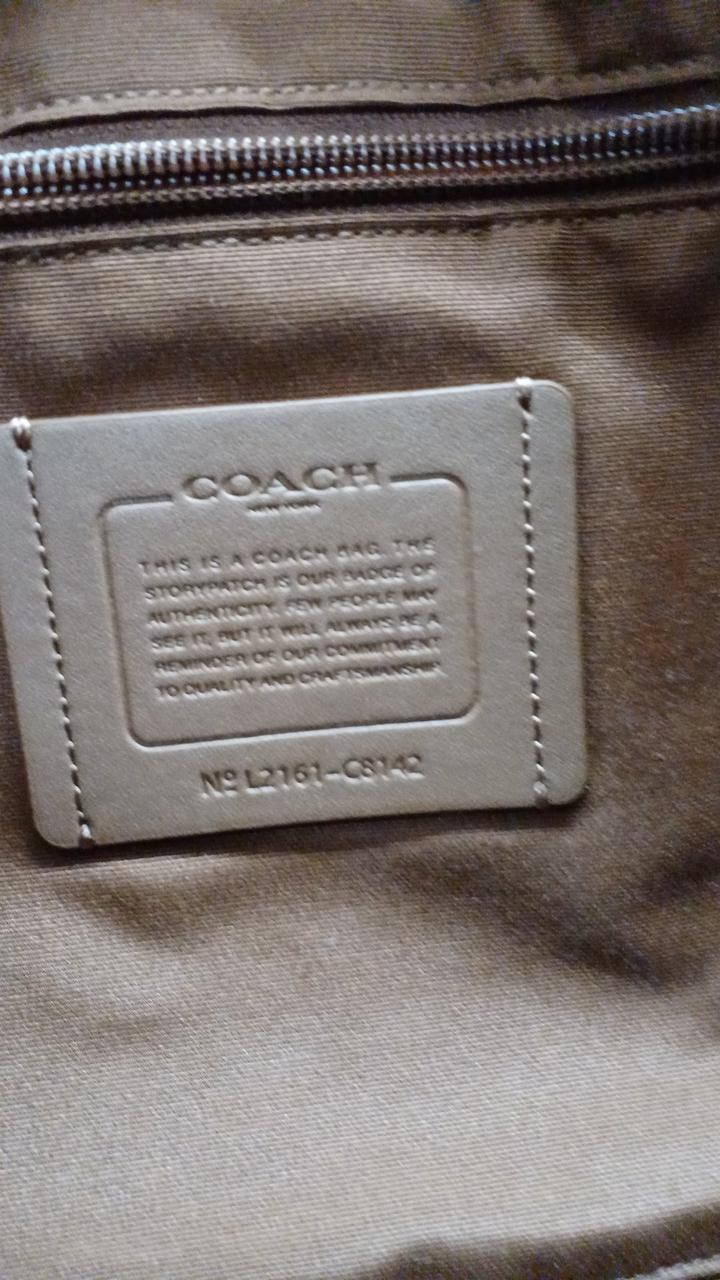 COACH
NEW YORK
THIS IS A COACH BAG. THE
STORYPATCH IS OUR BADGE OF
AUTHENTICITY. FEW PEOPLE MAY
SEE IT, BUT IT WILL ALWAYS BE A
REMINDER OF OUR COMMITMENT
TO QUALITY AND CRAFTSMANSHIP.
Nº L2161-C8142